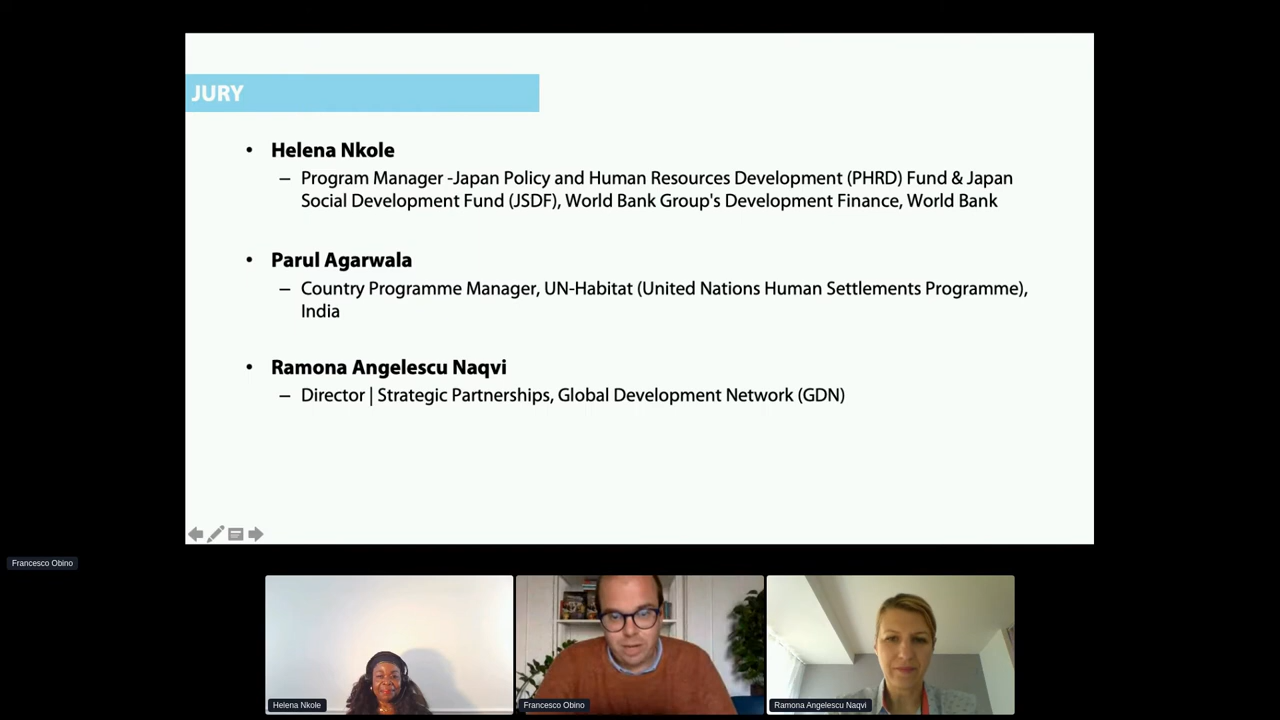 JURY
• Helena Nkole
– Program Manager -Japan Policy and Human Resources Development (PHRD) Fund & Japan
Social Development Fund (JSDF), World Bank Group's Development Finance, World Bank
• Parul Agarwala
– Country Programme Manager, UN-Habitat (United Nations Human Settlements Programme),
India
• Ramona Angelescu Naqvi
– Director | Strategic Partnerships, Global Development Network (GDN)
Francesco Obino
Helena Nkole
Francesco Obino
Ramona Angelescu Naqvi